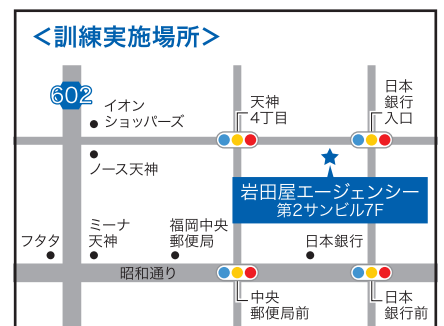 ＜訓練実施場所＞
602
イオン
ショッパーズ
天神
4丁目
日本
銀行
入口
ノース天神
岩田屋エージェンシー
第2サンビル7F
フタタ
ミーナ
天神
福岡中央
郵便局
日本銀行
昭和通り
中央
郵便局前
日本
銀行前